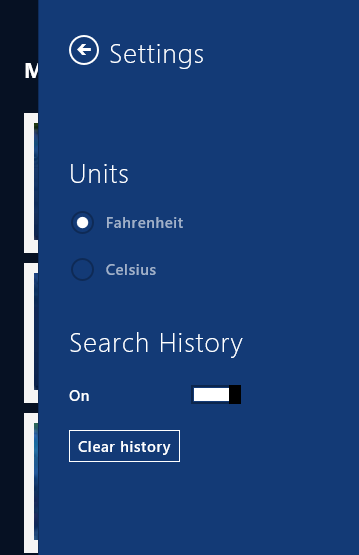 Settings
M
Units
Fahrenheit
Celsius
Search History
On
Clear history